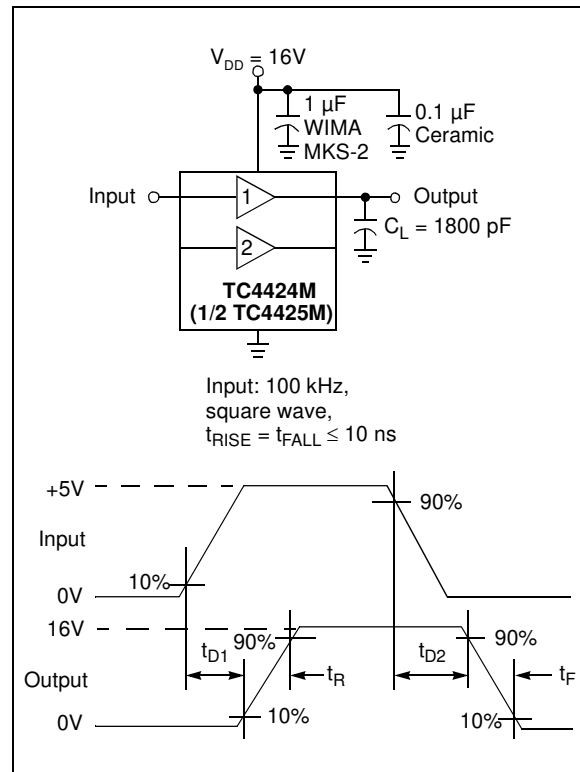 V_DD = 16V
1 µF
WIMA
MKS-2
0.1 µF
Ceramic
Input
1
Output
C_L = 1800 pF
2
TC4424M
(1/2 TC4425M)
Input: 100 kHz,
square wave,
t_RISE = t_FALL ≤ 10 ns
+5V
90%
Input
10%
0V
16V
90%
t_D1
t_R
t_D2
90%
t_F
Output
10%
10%
0V